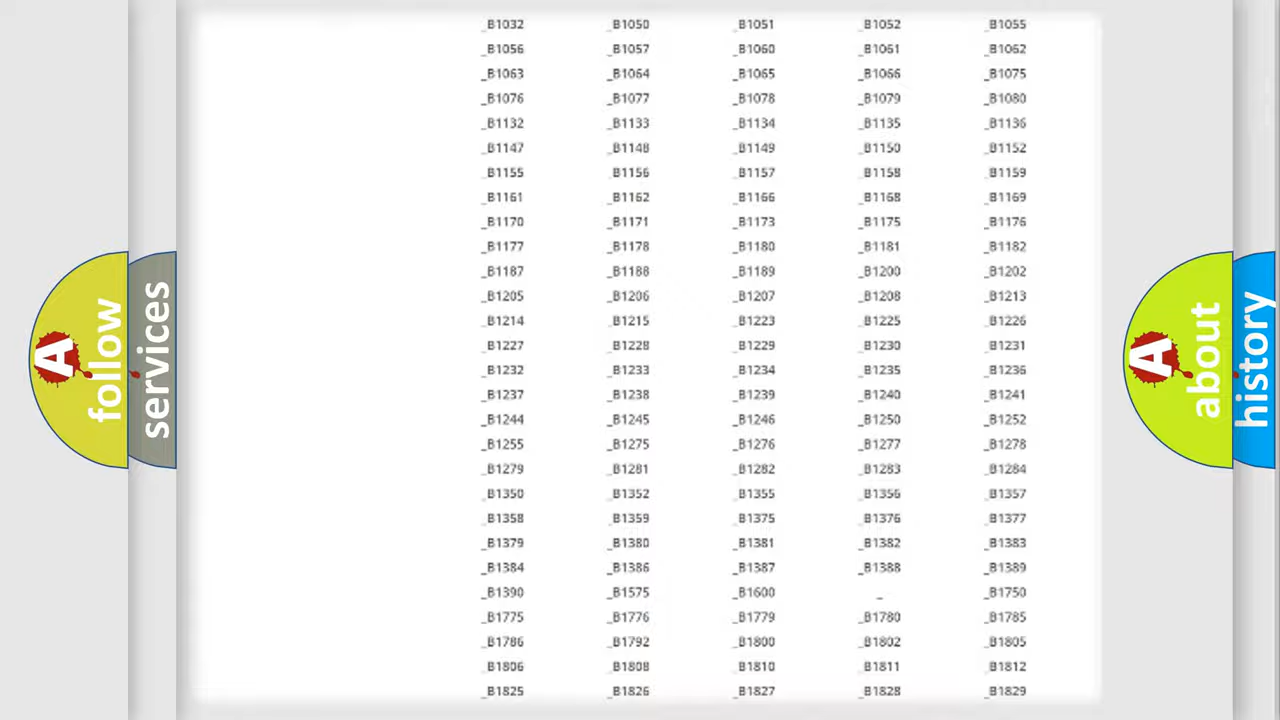 _B1032 _B1050 _B1051 _B1052 _B1055
_B1056 _B1057 _B1060 _B1061 _B1062
_B1063 _B1064 _B1065 _B1066 _B1075
_B1076 _B1077 _B1078 _B1079 _B1080
_B1132 _B1133 _B1134 _B1135 _B1136
_B1147 _B1148 _B1149 _B1150 _B1152
_B1155 _B1156 _B1157 _B1158 _B1159
_B1161 _B1162 _B1166 _B1168 _B1169
_B1170 _B1171 _B1173 _B1175 _B1176
_B1177 _B1178 _B1180 _B1181 _B1182
_B1187 _B1188 _B1189 _B1200 _B1202
_B1205 _B1206 _B1207 _B1208 _B1213
_B1214 _B1215 _B1223 _B1225 _B1226
_B1227 _B1228 _B1229 _B1230 _B1231
_B1232 _B1233 _B1234 _B1235 _B1236
_B1237 _B1238 _B1239 _B1240 _B1241
_B1244 _B1245 _B1246 _B1250 _B1252
_B1255 _B1275 _B1276 _B1277 _B1278
_B1279 _B1281 _B1282 _B1283 _B1284
_B1350 _B1352 _B1355 _B1356 _B1357
_B1358 _B1359 _B1375 _B1376 _B1377
_B1379 _B1380 _B1381 _B1382 _B1383
_B1384 _B1386 _B1387 _B1388 _B1389
_B1390 _B1575 _B1600 _ _B1750
_B1775 _B1776 _B1779 _B1780 _B1785
_B1786 _B1792 _B1800 _B1802 _B1805
_B1806 _B1808 _B1810 _B1811 _B1812
_B1825 _B1826 _B1827 _B1828 _B1829
A follow
services
A about
history